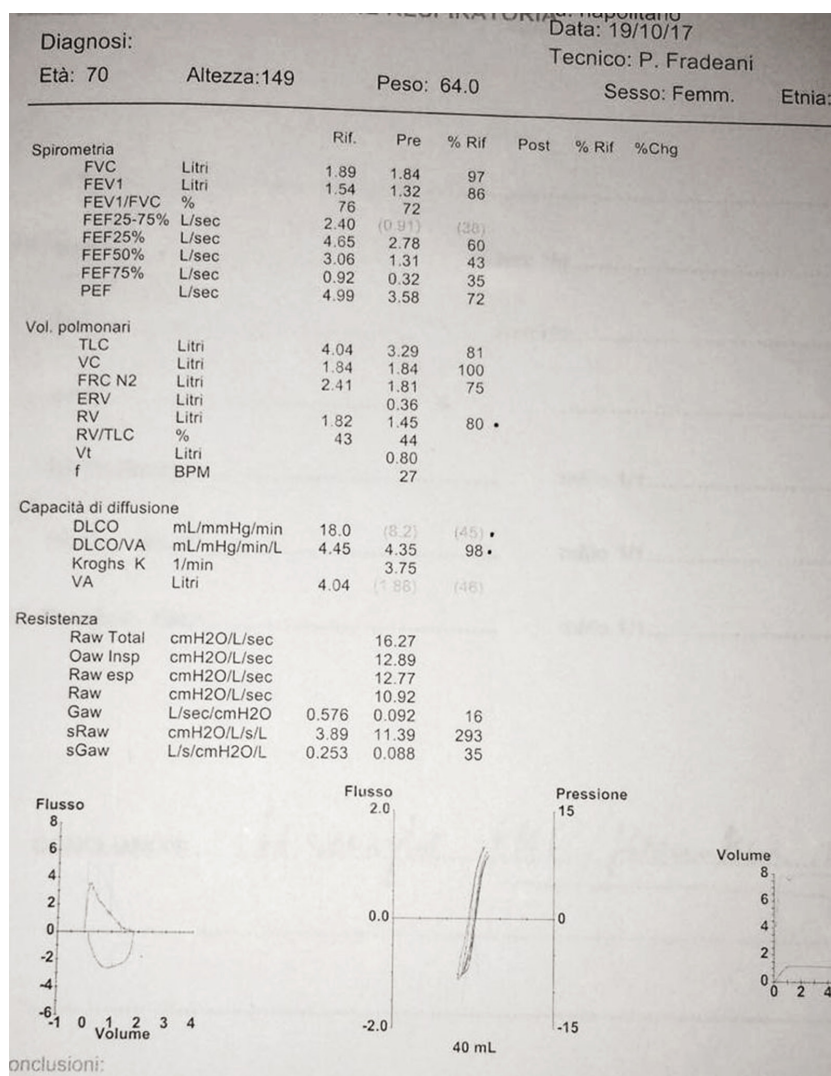 RESPIRATORIA
napolitano
Data: 19/10/17
Diagnosi:
Tecnico: P. Fradeani
Età: 70 Altezza:149 Peso: 64.0 Sesso: Femm. Etnia:
Rif. Pre % Rif Post % Rif %Chg
Spirometria
FVC Litri 1.89 1.84 97
FEV1 Litri 1.54 1.32 86
FEV1/FVC % 76 72
FEF25-75% L/sec 2.40 (0.91) (38)
FEF25% L/sec 4.65 2.78 60
FEF50% L/sec 3.06 1.31 43
FEF75% L/sec 0.92 0.32 35
PEF L/sec 4.99 3.58 72
Vol. polmonari
TLC Litri 4.04 3.29 81
VC Litri 1.84 1.84 100
FRC N2 Litri 2.41 1.81 75
ERV Litri 0.36
RV Litri 1.82 1.45 80
RV/TLC % 43 44
Vt Litri 0.80
f BPM 27
Capacità di diffusione
DLCO mL/mmHg/min 18.0 (8.2) (45)
DLCO/VA mL/mHg/min/L 4.45 4.35 98
Kroghs K 1/min 3.75
VA Litri 4.04 (1.86) (46)
Resistenza
Raw Total cmH2O/L/sec 16.27
Oaw Insp cmH2O/L/sec 12.89
Raw esp cmH2O/L/sec 12.77
Raw cmH2O/L/sec 10.92
Gaw L/sec/cmH2O 0.576 0.092 16
sRaw cmH2O/L/s/L 3.89 11.39 293
sGaw L/s/cmH2O/L 0.253 0.088 35
Flusso
8
6
4
2
0
-2
-4
-6
-1 0 1 2 3 4
Volume
Flusso
2.0
0.0
-2.0
Pressione
15
0
-15
40 mL
Volume
8
6
4
2
0
0 2 4
onclusioni: